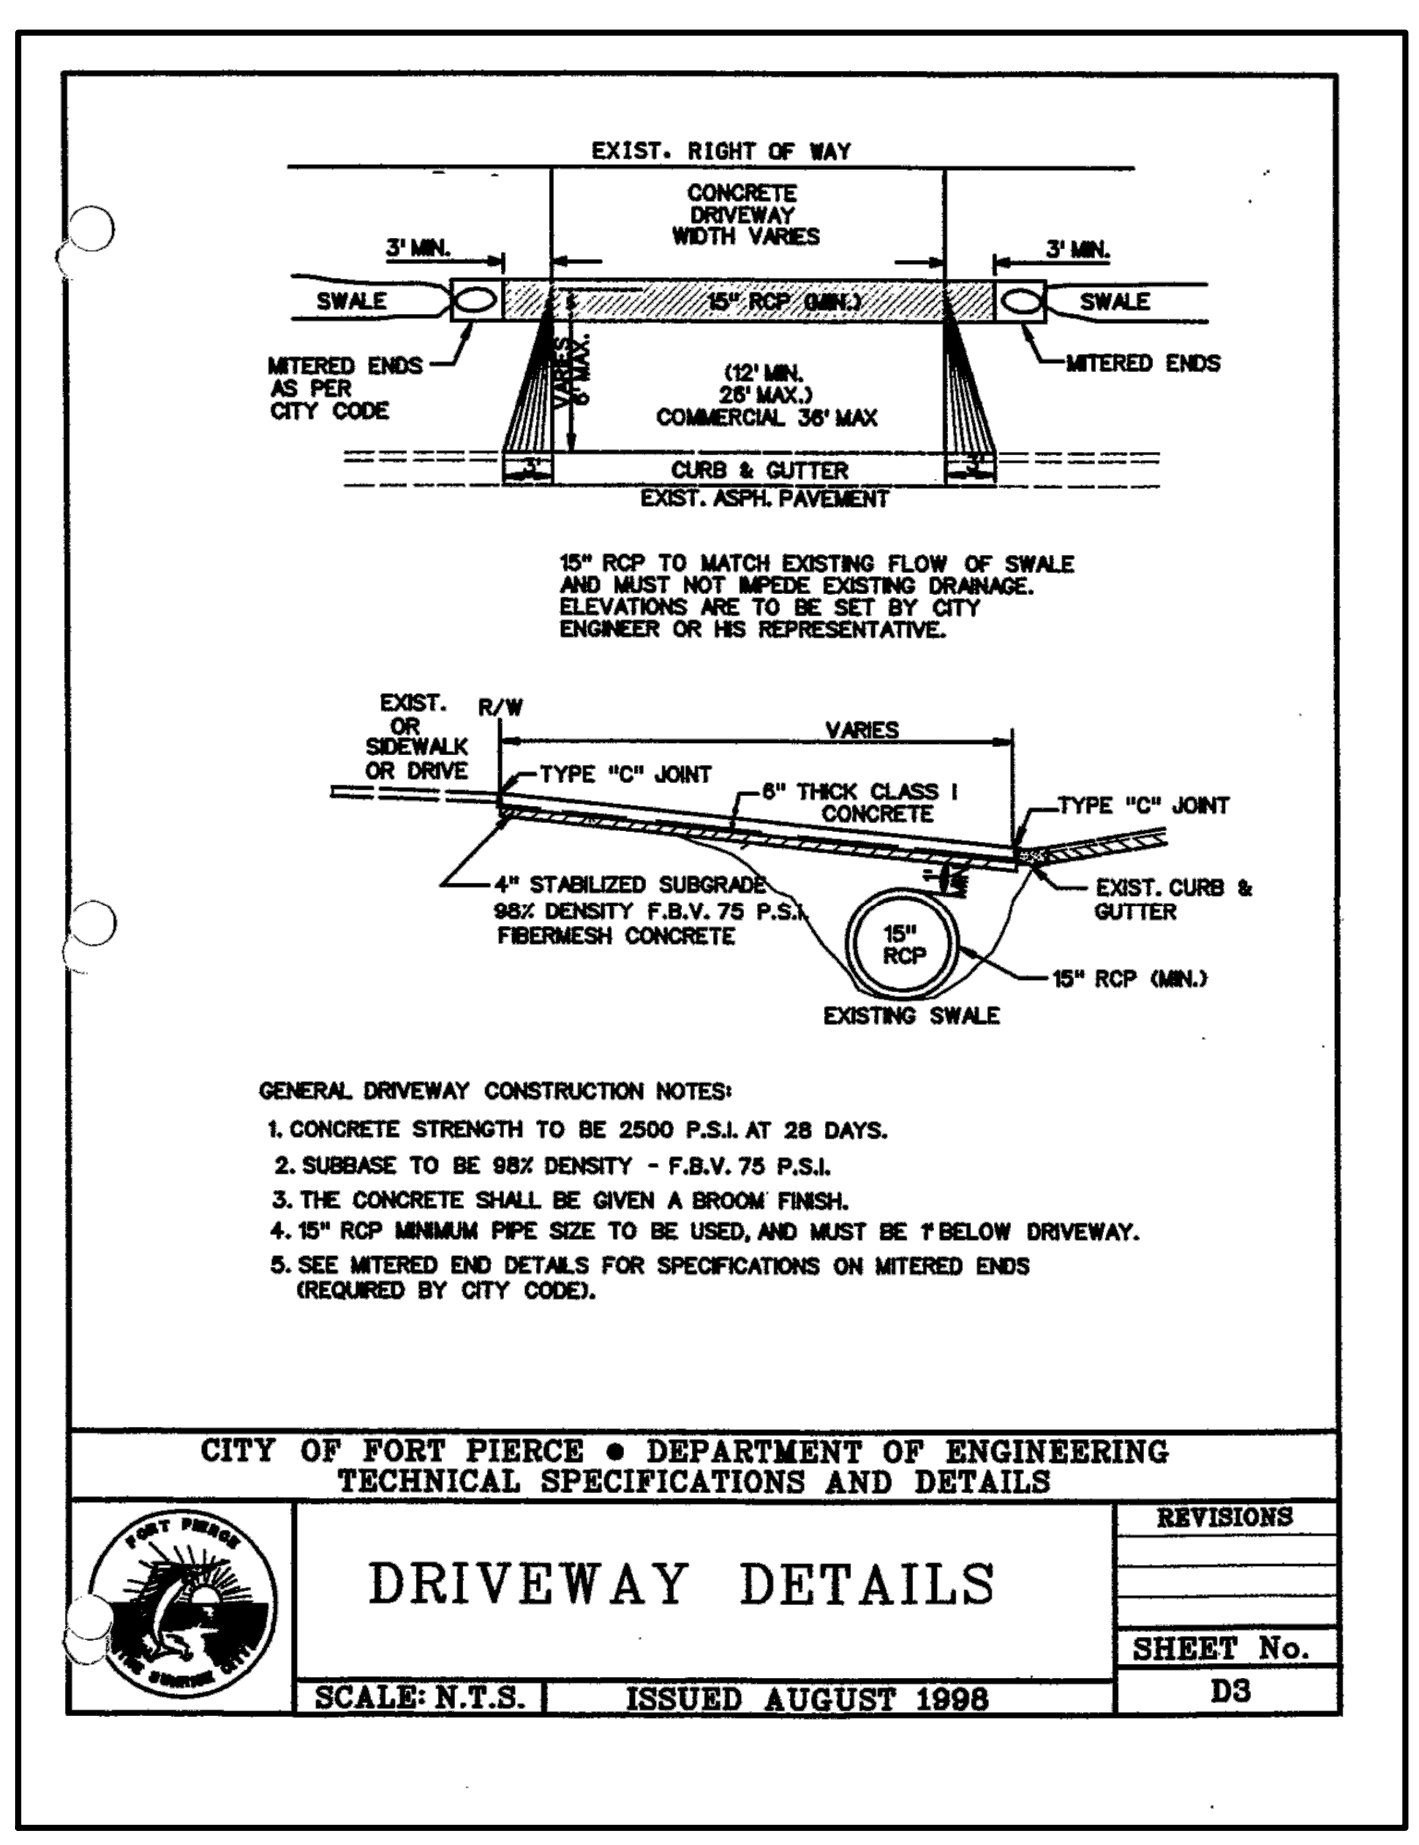 EXIST. RIGHT OF WAY
CONCRETE
DRIVEWAY
WIDTH VARIES
3' MIN.
3' MIN.
SWALE
15" RCP (MIN.)
SWALE
MITERED ENDS
AS PER
CITY CODE
VARIES
6' MAX.
(12' MIN.
26' MAX.)
COMMERCIAL 36' MAX
MITERED ENDS
3'
CURB & GUTTER
3'
EXIST. ASPH. PAVEMENT
15" RCP TO MATCH EXISTING FLOW OF SWALE
AND MUST NOT IMPEDE EXISTING DRAINAGE.
ELEVATIONS ARE TO BE SET BY CITY
ENGINEER OR HIS REPRESENTATIVE.
EXIST.
OR
SIDEWALK
OR DRIVE
R/W
VARIES
TYPE "C" JOINT
6" THICK CLASS I
CONCRETE
TYPE "C" JOINT
4" STABILIZED SUBGRADE
98% DENSITY F.B.V. 75 P.S.I.
FIBERMESH CONCRETE
1"
MIN.
EXIST. CURB &
GUTTER
15"
RCP
15" RCP (MIN.)
EXISTING SWALE
GENERAL DRIVEWAY CONSTRUCTION NOTES:
1. CONCRETE STRENGTH TO BE 2500 P.S.I. AT 28 DAYS.
2. SUBBASE TO BE 98% DENSITY - F.B.V. 75 P.S.I.
3. THE CONCRETE SHALL BE GIVEN A BROOM FINISH.
4. 15" RCP MINIMUM PIPE SIZE TO BE USED, AND MUST BE 1" BELOW DRIVEWAY.
5. SEE MITERED END DETAILS FOR SPECIFICATIONS ON MITERED ENDS
(REQUIRED BY CITY CODE).
CITY OF FORT PIERCE ● DEPARTMENT OF ENGINEERING
TECHNICAL SPECIFICATIONS AND DETAILS
FORT PIERCE
THE SUNRISE CITY
DRIVEWAY DETAILS
REVISIONS
SHEET No.
D3
SCALE: N.T.S.
ISSUED AUGUST 1998